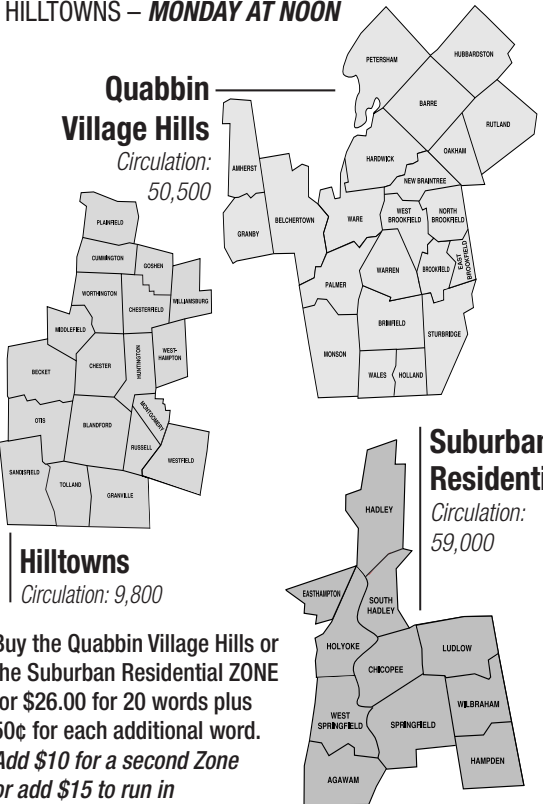 HILLTOWNS – MONDAY AT NOON
Quabbin
Village Hills
Circulation:
50,500
PETERSHAM
HUBBARDSTON
BARRE
RUTLAND
OAKHAM
HARDWICK
NEW BRAINTREE
AMHERST
BELCHERTOWN
GRANBY
WARE
WEST
BROOKFIELD
NORTH
BROOKFIELD
EAST
BROOKFIELD
BROOKFIELD
WARREN
PALMER
BRIMFIELD
STURBRIDGE
MONSON
WALES
HOLLAND
PLAINFIELD
CUMMINGTON
GOSHEN
WORTHINGTON
CHESTERFIELD
WILLIAMSBURG
MIDDLEFIELD
WEST-
HAMPTON
HUNTINGTON
CHESTER
BECKET
MONTGOMERY
OTIS
BLANDFORD
RUSSELL
WESTFIELD
SANDISFIELD
TOLLAND
GRANVILLE
Hilltowns
Circulation: 9,800
Suburban
Residenti
Circulation:
59,000
HADLEY
EASTHAMPTON
SOUTH
HADLEY
HOLYOKE
CHICOPEE
LUDLOW
WEST
SPRINGFIELD
SPRINGFIELD
WILBRAHAM
AGAWAM
HAMPDEN
Buy the Quabbin Village Hills or
the Suburban Residential ZONE
for $26.00 for 20 words plus
50¢ for each additional word.
Add $10 for a second Zone
or add $15 to run in